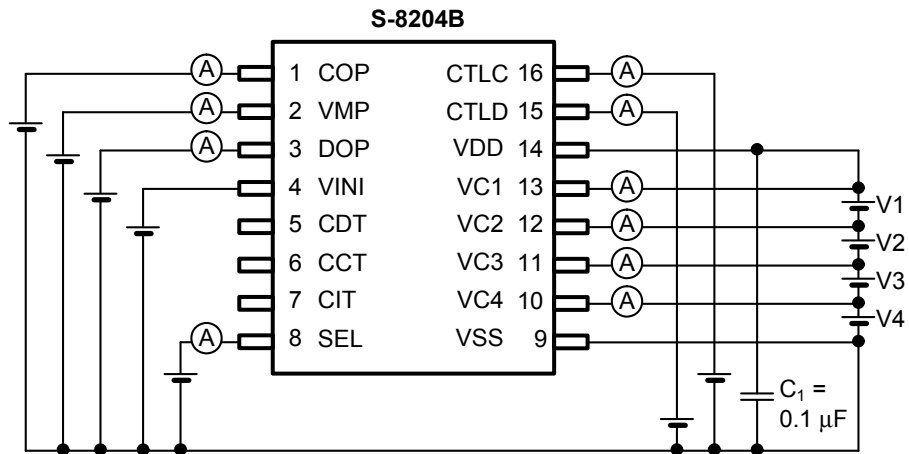 S-8204B
A 1 COP CTLC 16 A
A 2 VMP CTLD 15 A
A 3 DOP VDD 14
4 VINI VC1 13 A
V1
5 CDT VC2 12 A
V2
6 CCT VC3 11 A
V3
7 CIT VC4 10 A
V4
A 8 SEL VSS 9
C₁ =
0.1 μF